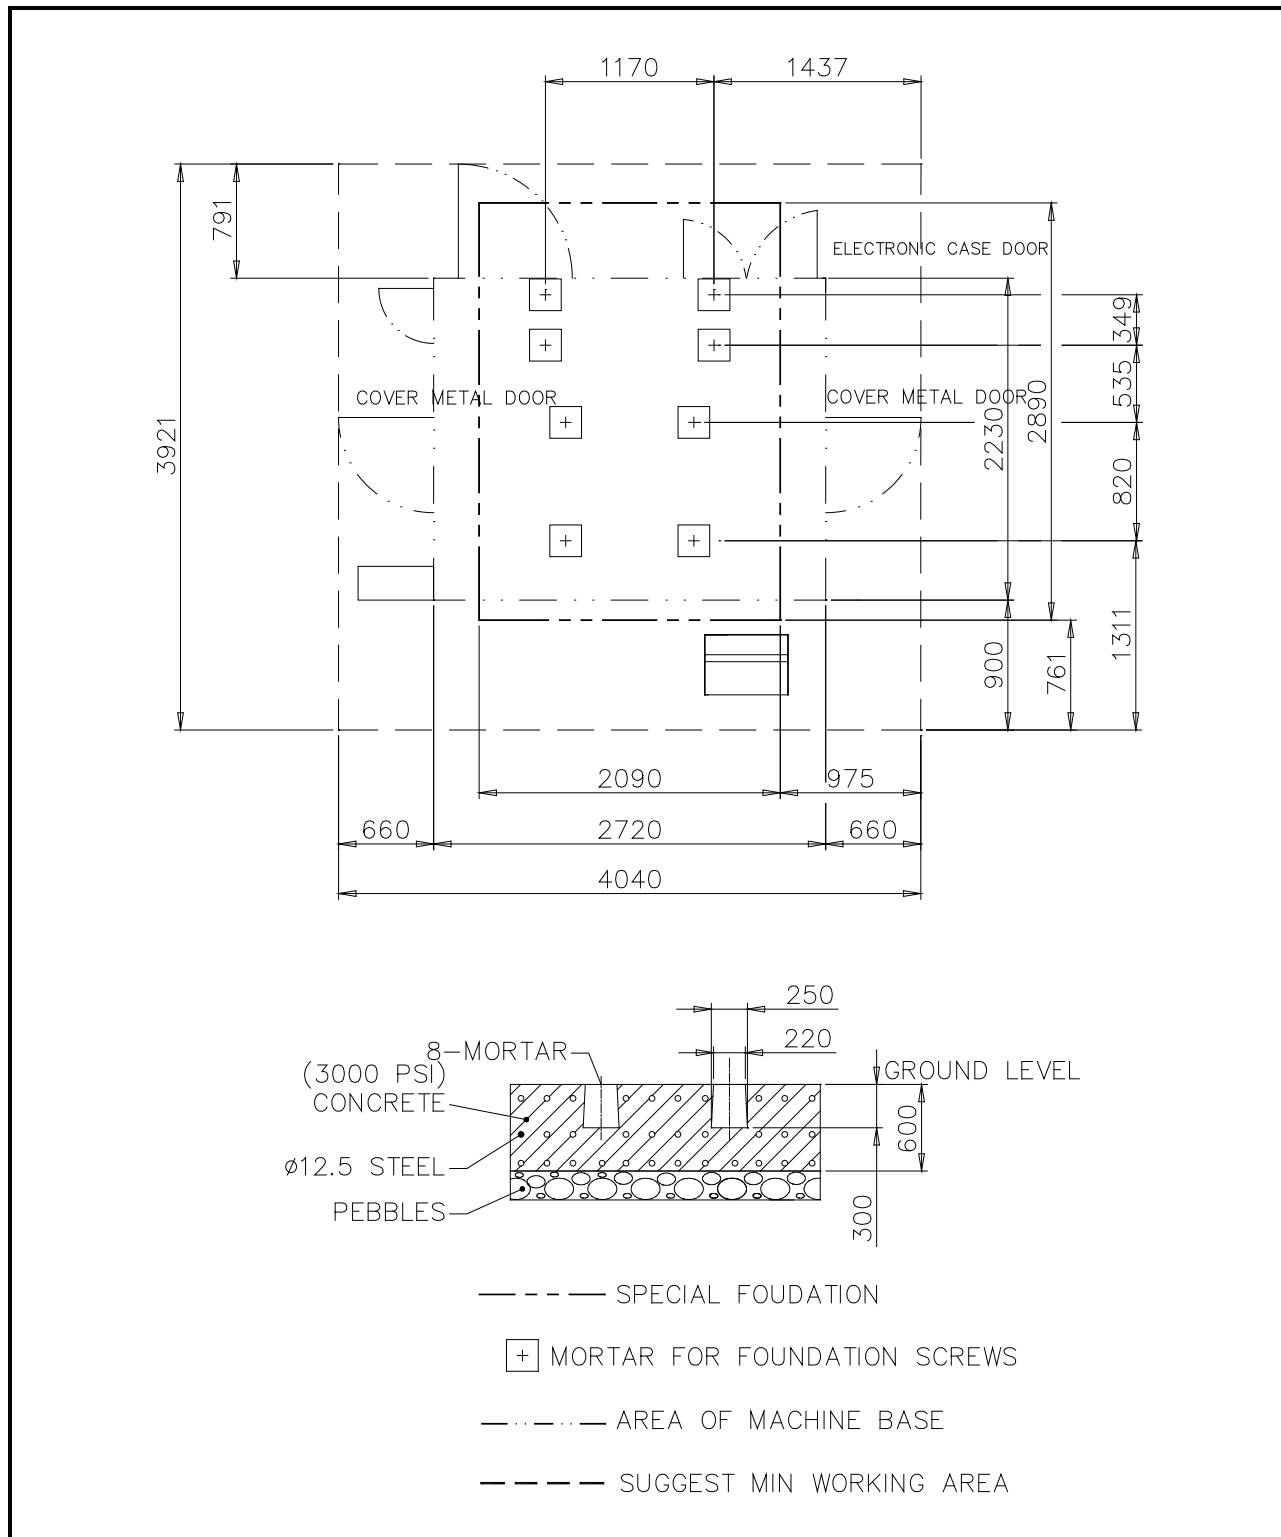 1170
1437
791
ELECTRONIC CASE DOOR
349
535
COVER METAL DOOR
COVER METAL DOOR
2230
2890
3921
820
1311
900
761
2090
975
660
2720
660
4040
250
220
8-MORTAR
GROUND LEVEL
(3000 PSI)
CONCRETE
600
ø12.5 STEEL
PEBBLES
300
SPECIAL FOUDATION
MORTAR FOR FOUNDATION SCREWS
AREA OF MACHINE BASE
SUGGEST MIN WORKING AREA